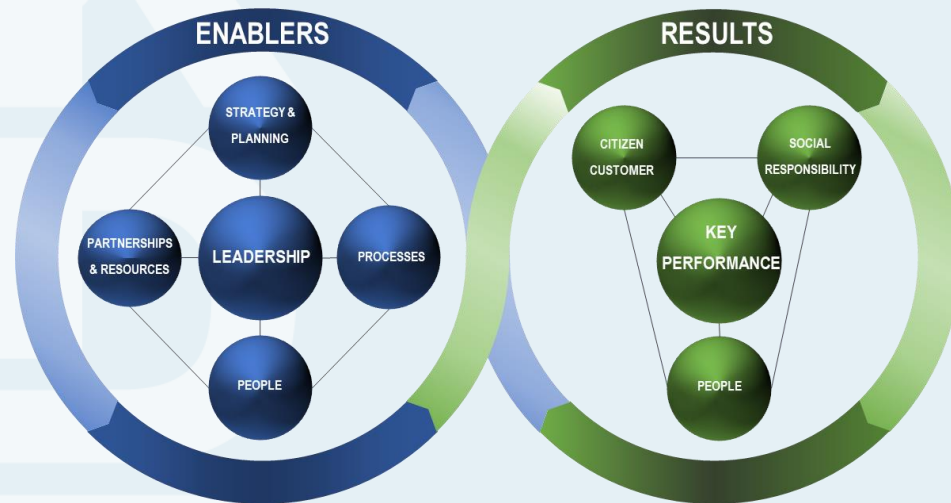 ENABLERS
STRATEGY &
PLANNING
PARTNERSHIPS
& RESOURCES
LEADERSHIP
PROCESSES
PEOPLE
RESULTS
CITIZEN
CUSTOMER
SOCIAL
RESPONSIBILITY
KEY
PERFORMANCE
PEOPLE